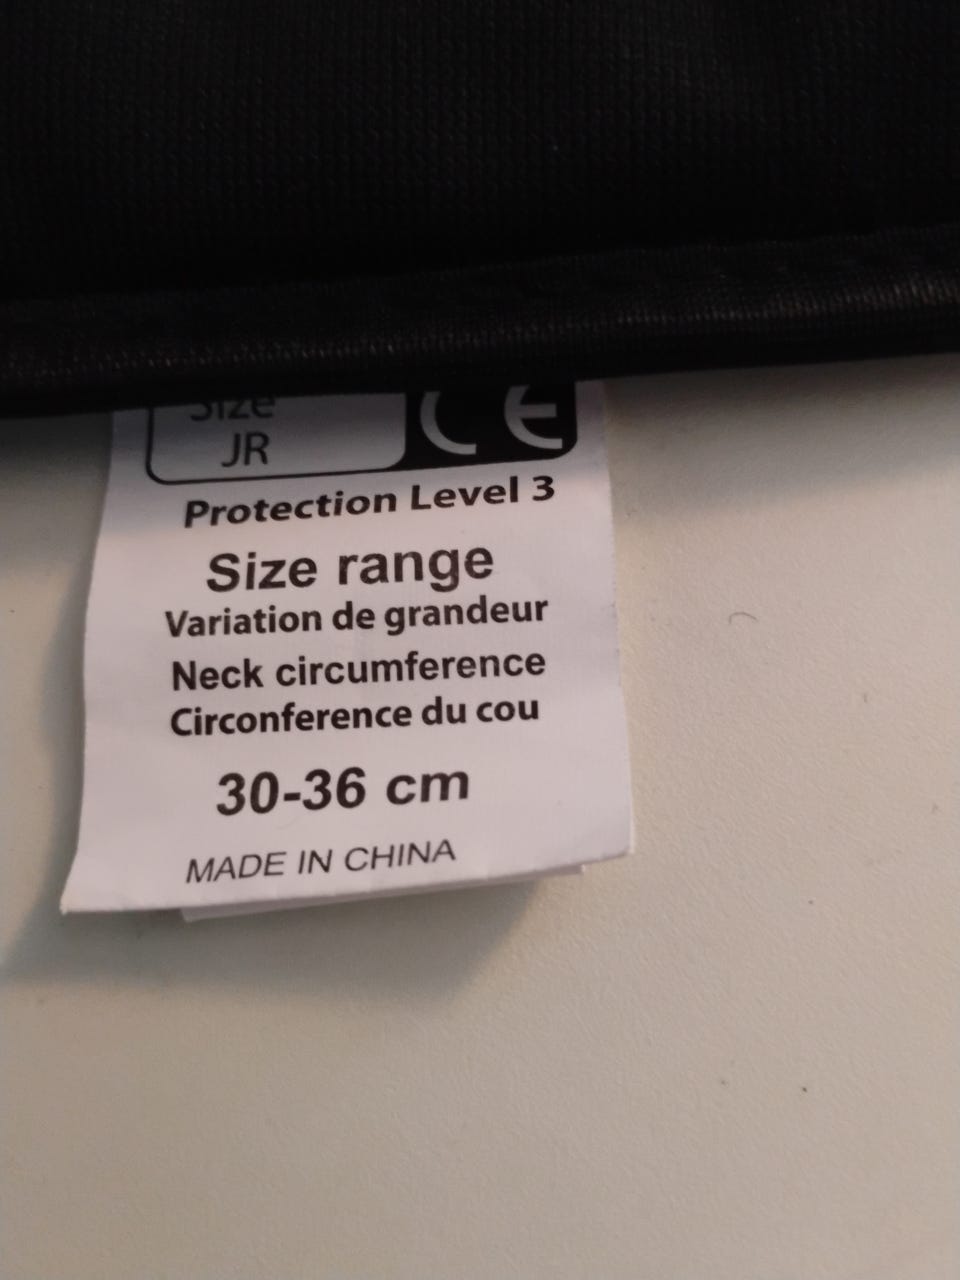 Size
JR
CE
Protection Level 3
Size range
Variation de grandeur
Neck circumference
Circonference du cou
30-36 cm
MADE IN CHINA